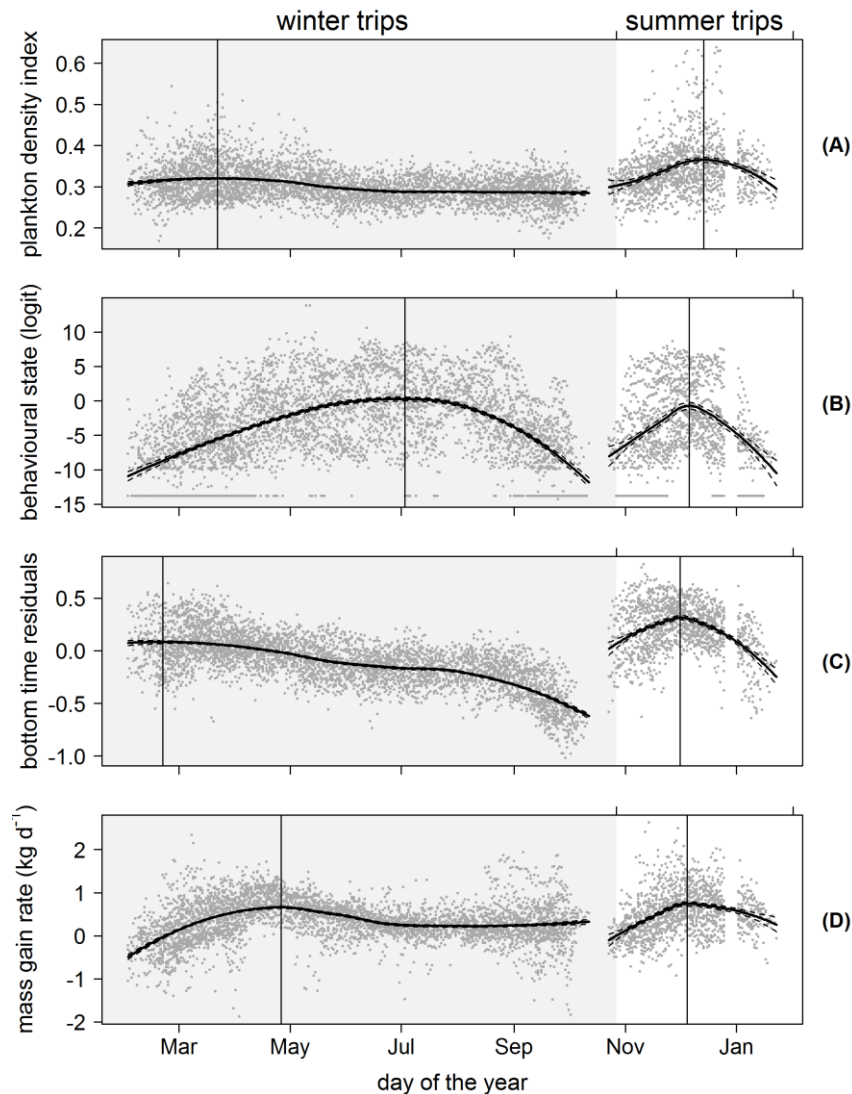 winter trips
summer trips
plankton density index
0.6
0.5
0.4
0.3
0.2
(A)
behavioural state (logit)
10
5
0
-5
-10
-15
(B)
bottom time residuals
0.5
0.0
-0.5
-1.0
(C)
mass gain rate (kg d⁻¹)
2
1
0
-1
-2
(D)
Mar May Jul Sep Nov Jan
day of the year